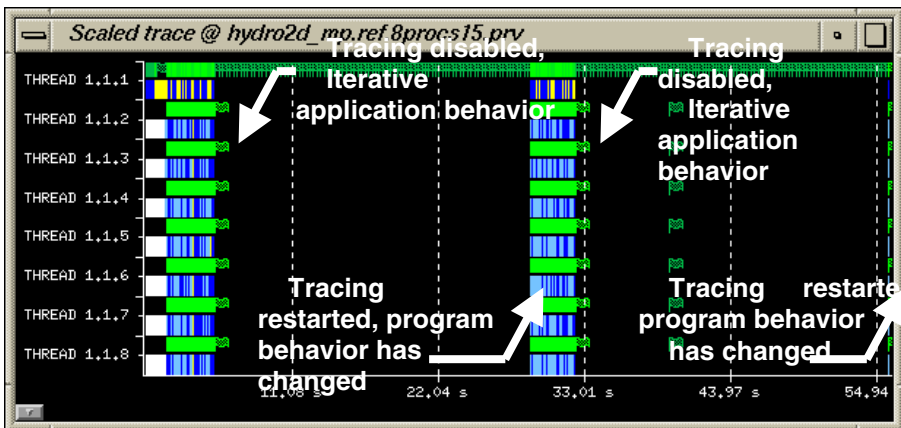 Scaled trace @ hydro2d_mp.ref.8procs15.prv
Tracing disabled,
Iterative
application behavior
Tracing
disabled,
Iterative
application
behavior
THREAD 1.1.1
THREAD 1.1.2
THREAD 1.1.3
THREAD 1.1.4
THREAD 1.1.5
THREAD 1.1.6
THREAD 1.1.7
THREAD 1.1.8
Tracing
restarted, program
behavior has
changed
Tracing restarte
program behavior
has changed
11,08 s
22,04 s
33,01 s
43,97 s
54,94